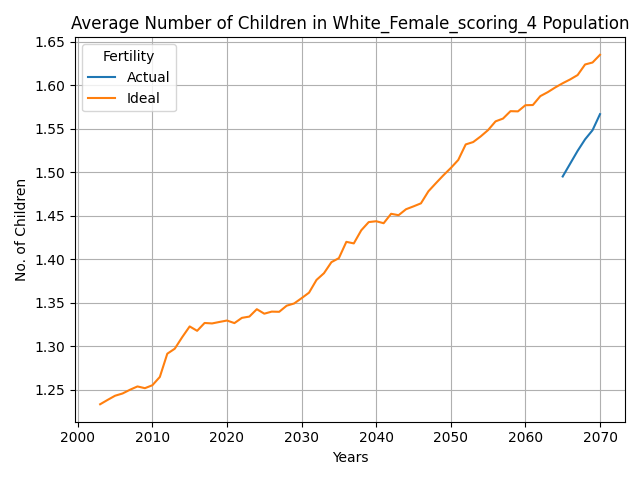 Average Number of Children in White_Female_scoring_4 Population
Fertility
Actual
Ideal
No. of Children
1.65
1.60
1.55
1.50
1.45
1.40
1.35
1.30
1.25
2000 2010 2020 2030 2040 2050 2060 2070
Years